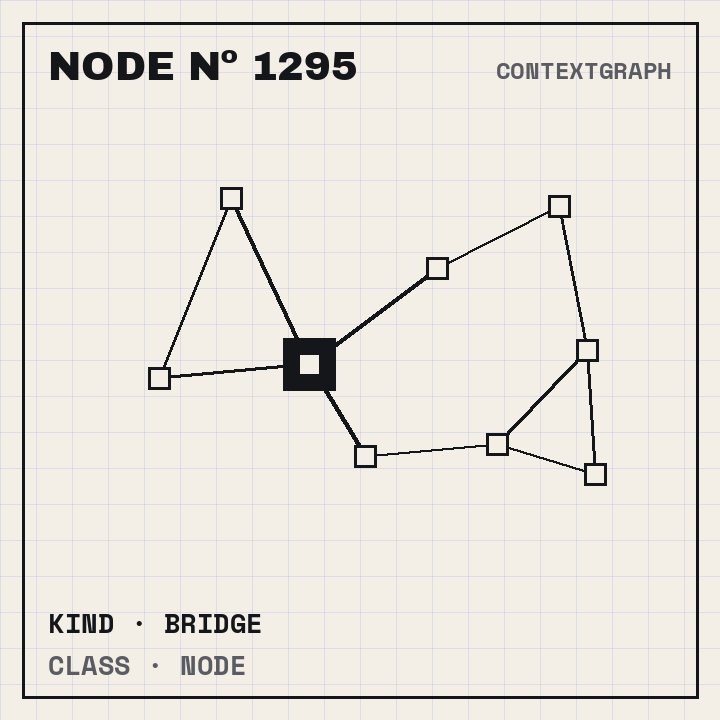 NODE Nº 1295
CONTEXTGRAPH
KIND · BRIDGE
CLASS · NODE